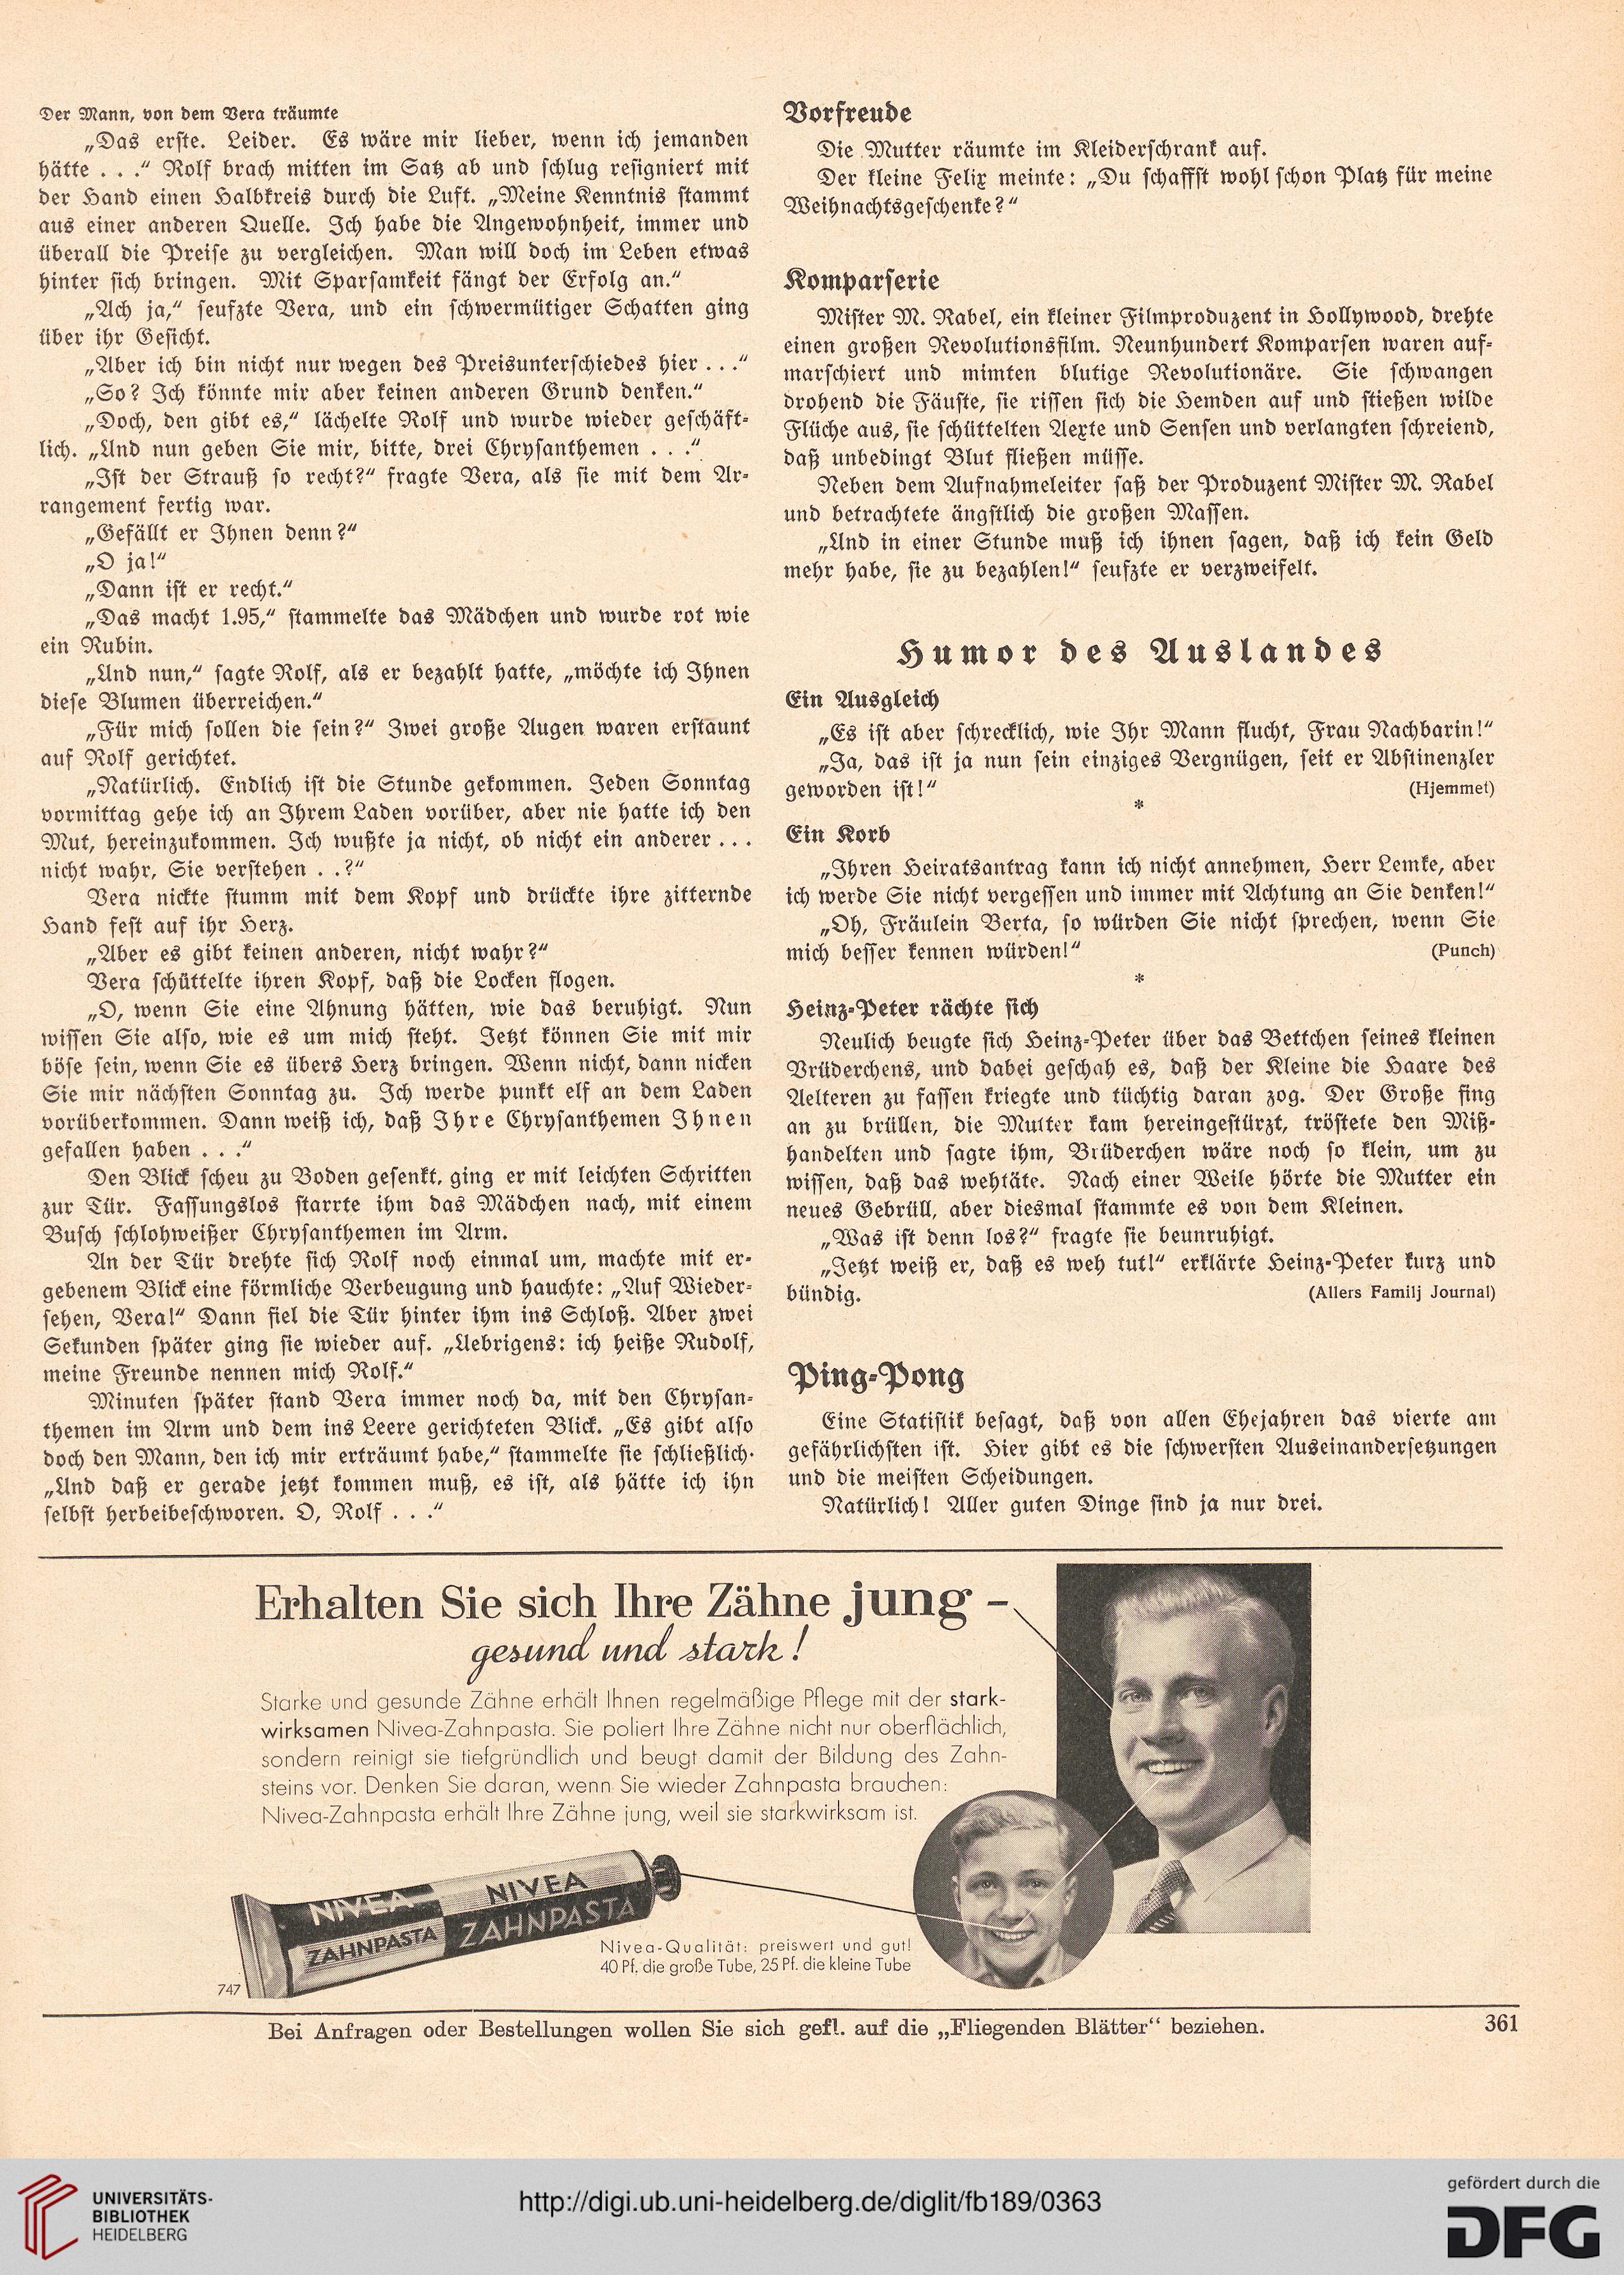 Der Mann, von dem Vera träumte
„Das erste. Leider. Es wäre mir lieber, wenn ich jemanden
hätte . . .“ Rolf brach mitten im Satz ab und schlug resigniert mit
der Hand einen Halbkreis durch die Luft. „Meine Kenntnis stammt
aus einer anderen Quelle. Ich habe die Angewohnheit, immer und
überall die Preise zu vergleichen. Man will doch im Leben etwas
hinter sich bringen. Mit Sparsamkeit fängt der Erfolg an.“
„Ach ja,“ seufzte Vera, und ein schwermütiger Schatten ging
über ihr Gesicht.
„Aber ich bin nicht nur wegen des Preisunterschiedes hier . . .“
„So? Ich könnte mir aber keinen anderen Grund denken.“
„Doch, den gibt es,“ lächelte Rolf und wurde wieder geschäft-
lich. „Und nun geben Sie mir, bitte, drei Chrysanthemen . . .“
„Ist der Strauß so recht?“ fragte Vera, als sie mit dem Ar-
rangement fertig war.
„Gefällt er Ihnen denn?“
„O ja!“
„Dann ist er recht.“
„Das macht 1.95,“ stammelte das Mädchen und wurde rot wie
ein Rubin.
„Und nun,“ sagte Rolf, als er bezahlt hatte, „möchte ich Ihnen
diese Blumen überreichen.“
„Für mich sollen die sein?“ Zwei große Augen waren erstaunt
auf Rolf gerichtet.
„Natürlich. Endlich ist die Stunde gekommen. Jeden Sonntag
vormittag gehe ich an Ihrem Laden vorüber, aber nie hatte ich den
Mut, hereinzukommen. Ich wußte ja nicht, ob nicht ein anderer . . .
nicht wahr, Sie verstehen . .?“
Vera nickte stumm mit dem Kopf und drückte ihre zitternde
Hand fest auf ihr Herz.
„Aber es gibt keinen anderen, nicht wahr?“
Vera schüttelte ihren Kopf, daß die Locken flogen.
„O, wenn Sie eine Ahnung hätten, wie das beruhigt. Nun
wissen Sie also, wie es um mich steht. Jetzt können Sie mit mir
böse sein, wenn Sie es übers Herz bringen. Wenn nicht, dann nicken
Sie mir nächsten Sonntag zu. Ich werde punkt elf an dem Laden
vorüberkommen. Dann weiß ich, daß Ihre Chrysanthemen Ihnen
gefallen haben . . .“
Den Blick scheu zu Boden gesenkt, ging er mit leichten Schritten
zur Tür. Fassungslos starrte ihm das Mädchen nach, mit einem
Busch schlohweißer Chrysanthemen im Arm.
An der Tür drehte sich Rolf noch einmal um, machte mit er-
gebenem Blick eine förmliche Verbeugung und hauchte: „Auf Wieder-
sehen, Vera!“ Dann fiel die Tür hinter ihm ins Schloß. Aber zwei
Sekunden später ging sie wieder auf. „Uebrigens: ich heiße Rudolf,
meine Freunde nennen mich Rolf.“
Minuten später stand Vera immer noch da, mit den Chrysan-
themen im Arm und dem ins Leere gerichteten Blick. „Es gibt also
doch den Mann, den ich mir erträumt habe,“ stammelte sie schließlich.
„Und daß er gerade jetzt kommen muß, es ist, als hätte ich ihn
selbst herbeibeschworen. O, Rolf . . .“
Vorfreude
Die Mutter räumte im Kleiderschrank auf.
Der kleine Felix meinte: „Du schaffst wohl schon Platz für meine
Weihnachtsgeschenke?“
Komparserie
Mister M. Rabel, ein kleiner Filmproduzent in Hollywood, drehte
einen großen Revolutionsfilm. Neunhundert Komparsen waren auf-
marschiert und mimten blutige Revolutionäre. Sie schwangen
drohend die Fäuste, sie rissen sich die Hemden auf und stießen wilde
Flüche aus, sie schüttelten Aexte und Sensen und verlangten schreiend,
daß unbedingt Blut fließen müsse.
Neben dem Aufnahmeleiter saß der Produzent Mister M. Rabel
und betrachtete ängstlich die großen Massen.
„Und in einer Stunde muß ich ihnen sagen, daß ich kein Geld
mehr habe, sie zu bezahlen!“ seufzte er verzweifelt.
Humor des Auslandes
Ein Ausgleich
„Es ist aber schrecklich, wie Ihr Mann flucht, Frau Nachbarin!“
„Ja, das ist ja nun sein einziges Vergnügen, seit er Abstinenzler
geworden ist!“ (Hjemmet)
*
Ein Korb
„Ihren Heiratsantrag kann ich nicht annehmen, Herr Lemke, aber
ich werde Sie nicht vergessen und immer mit Achtung an Sie denken!“
„Oh, Fräulein Berta, so würden Sie nicht sprechen, wenn Sie
mich besser kennen würden!“ (Punch)
*
Heinz-Peter rächte sich
Neulich beugte sich Heinz-Peter über das Bettchen seines kleinen
Brüderchens, und dabei geschah es, daß der Kleine die Haare des
Aelteren zu fassen kriegte und tüchtig daran zog. Der Große fing
an zu brüllen, die Mutter kam hereingestürzt, tröstete den Miß-
handelten und sagte ihm, Brüderchen wäre noch so klein, um zu
wissen, daß das wehtäte. Nach einer Weile hörte die Mutter ein
neues Gebrüll, aber diesmal stammte es von dem Kleinen.
„Was ist denn los?“ fragte sie beunruhigt.
„Jetzt weiß er, daß es weh tut!“ erklärte Heinz-Peter kurz und
bündig. (Allers Familj Journal)
Ping-Pong
Eine Statistik besagt, daß von allen Ehejahren das vierte am
gefährlichsten ist. Hier gibt es die schwersten Auseinandersetzungen
und die meisten Scheidungen.
Natürlich! Aller guten Dinge sind ja nur drei.
Erhalten Sie sich Ihre Zähne jung –
gesund und stark!
Starke und gesunde Zähne erhält Ihnen regelmäßige Pflege mit der stark-
wirksamen Nivea-Zahnpasta. Sie poliert Ihre Zähne nicht nur oberflächlich,
sondern reinigt sie tiefgründlich und beugt damit der Bildung des Zahn-
steins vor. Denken Sie daran, wenn Sie wieder Zahnpasta brauchen:
Nivea-Zahnpasta erhält Ihre Zähne jung, weil sie starkwirksam ist.
NIVEA NIVEA
ZAHNPASTA ZAHNPASTA
Nivea-Qualität: preiswert und gut!
40 Pf. die große Tube, 25 Pf. die kleine Tube
747
Bei Anfragen oder Bestellungen wollen Sie sich gefl. auf die „Fliegenden Blätter“ beziehen. 361
UNIVERSITÄTS-
BIBLIOTHEK
HEIDELBERG
http://digi.ub.uni-heidelberg.de/diglit/fb189/0363
gefördert durch die
DFG